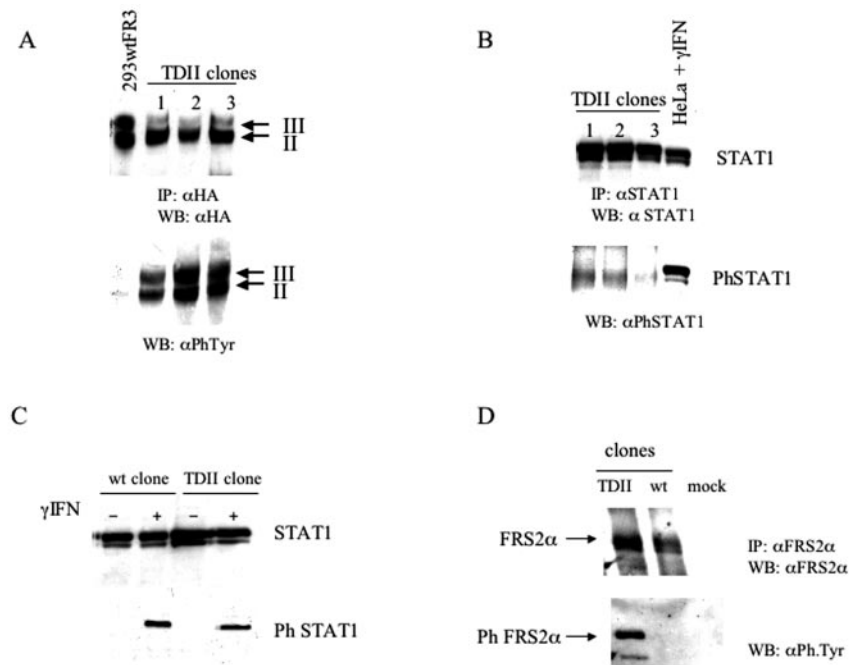 A
293wtFR3
TDII clones
1 2 3
III
II
IP: αHA
WB: αHA
III
II
WB: αPhTyr
B
HeLa + γIFN
TDII clones
1 2 3
STAT1
IP: αSTAT1
WB: α STAT1
PhSTAT1
WB: αPhSTAT1
C
wt clone TDII clone
γIFN – + – +
STAT1
Ph STAT1
D
clones
TDII wt mock
FRS2α
IP: αFRS2α
WB: αFRS2α
Ph FRS2α
WB: αPh.Tyr